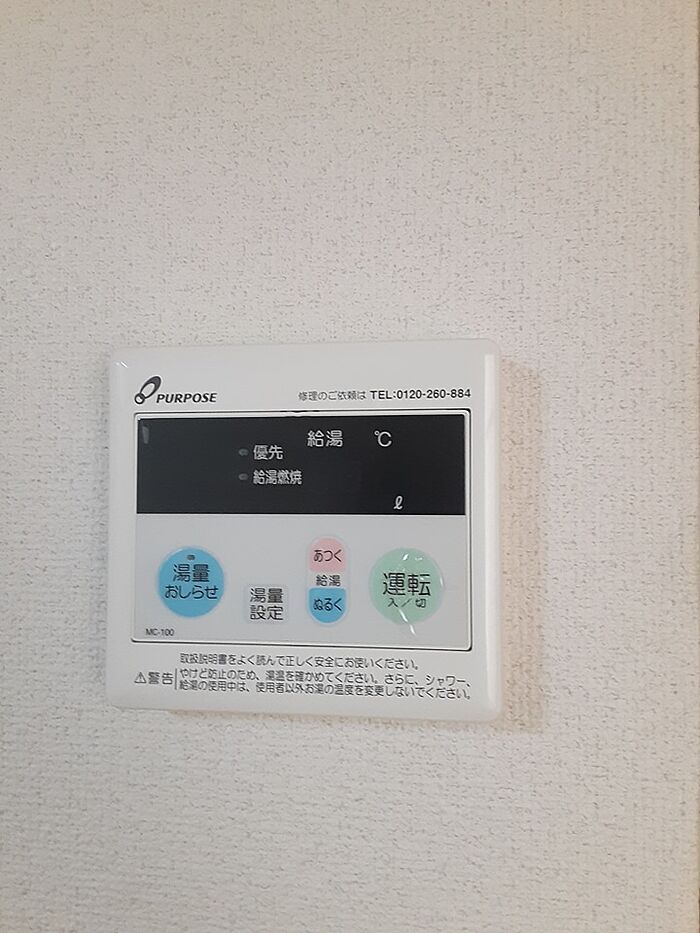 PURPOSE
修理のご依頼は TEL:0120-260-884
給湯 ℃
優先
給湯燃焼
ℓ
湯量
おしらせ
湯量
設定
あつく
給湯
ぬるく
運転
入/切
MC-100
取扱説明書をよく読んで正しく安全にお使いください。
⚠警告
やけど防止のため、湯温を確かめてください。さらに、シャワー、
給湯の使用中は、使用者以外お湯の温度を変更しないでください。